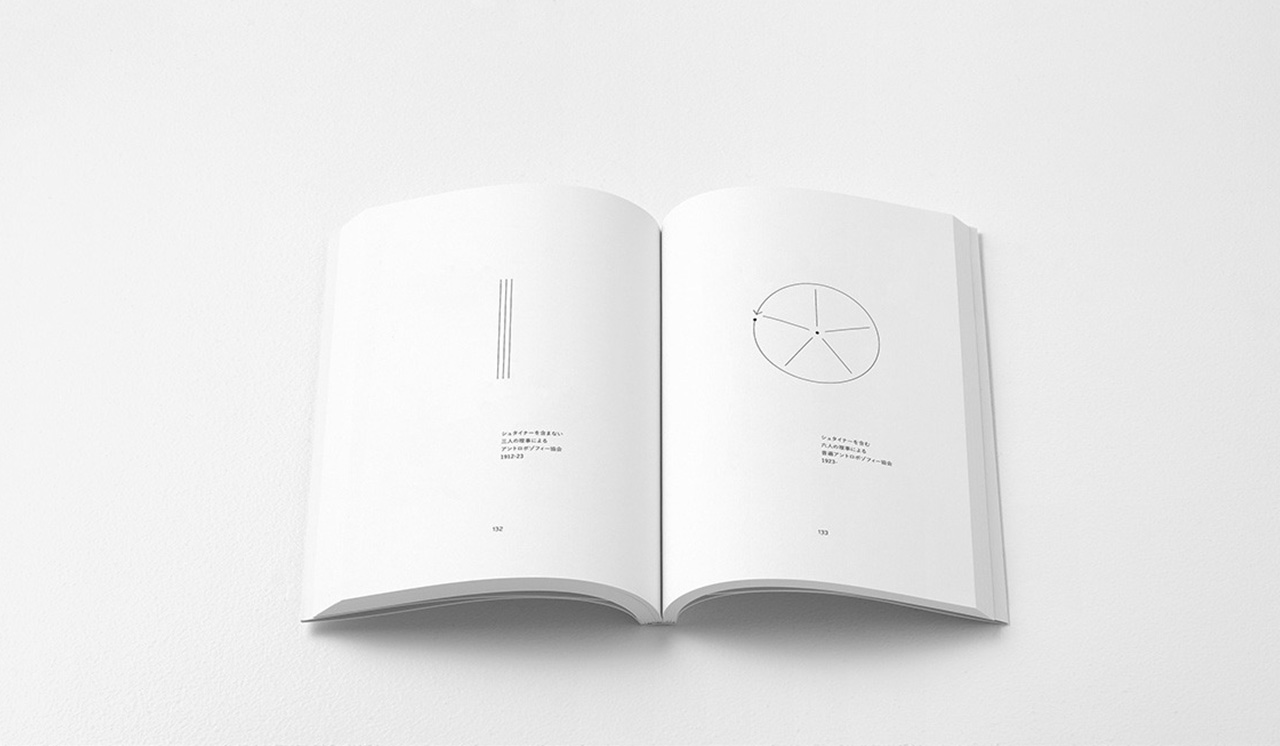 シュタイナーを含まない
三人の理事による
アントロポゾフィー協会
1912-23
132
シュタイナーを含む
六人の理事による
普遍アントロポゾフィー協会
1923-
133